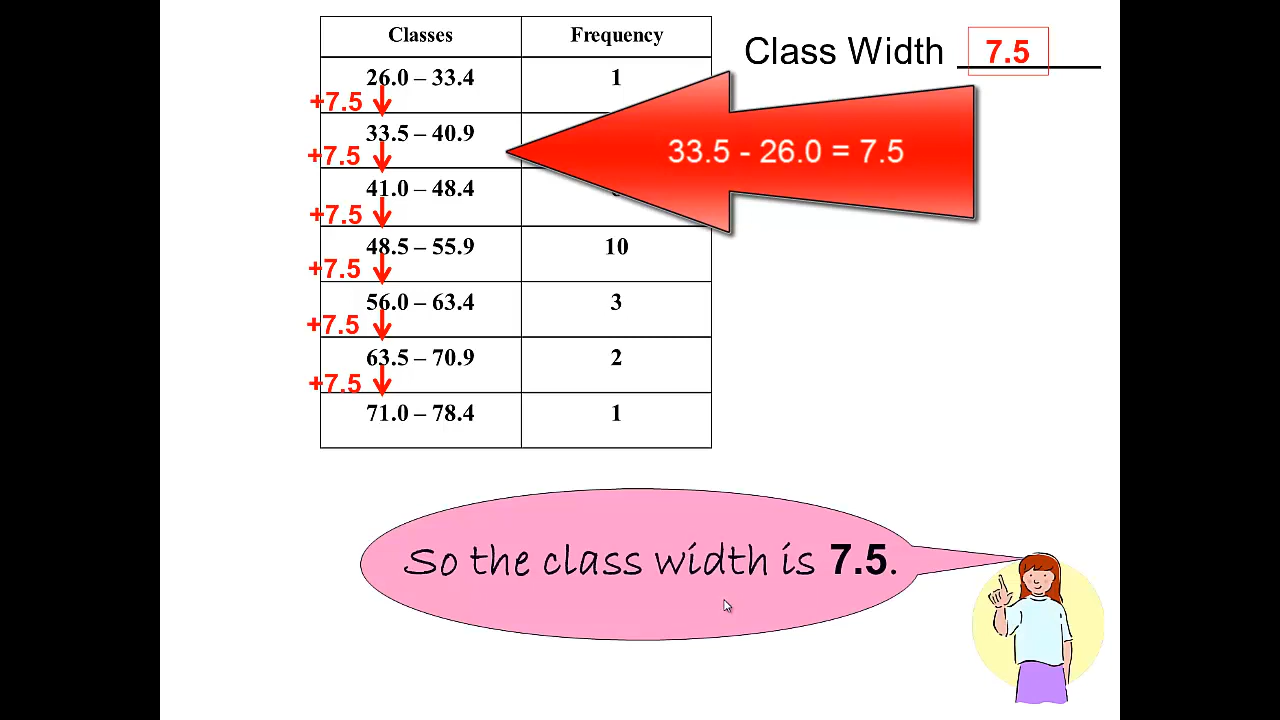 Classes Frequency
Class Width 7.5
26.0 – 33.4 1
+7.5
33.5 - 26.0 = 7.5
33.5 – 40.9
+7.5
41.0 – 48.4
+7.5
48.5 – 55.9 10
+7.5
56.0 – 63.4 3
+7.5
63.5 – 70.9 2
+7.5
71.0 – 78.4 1
So the class width is 7.5.